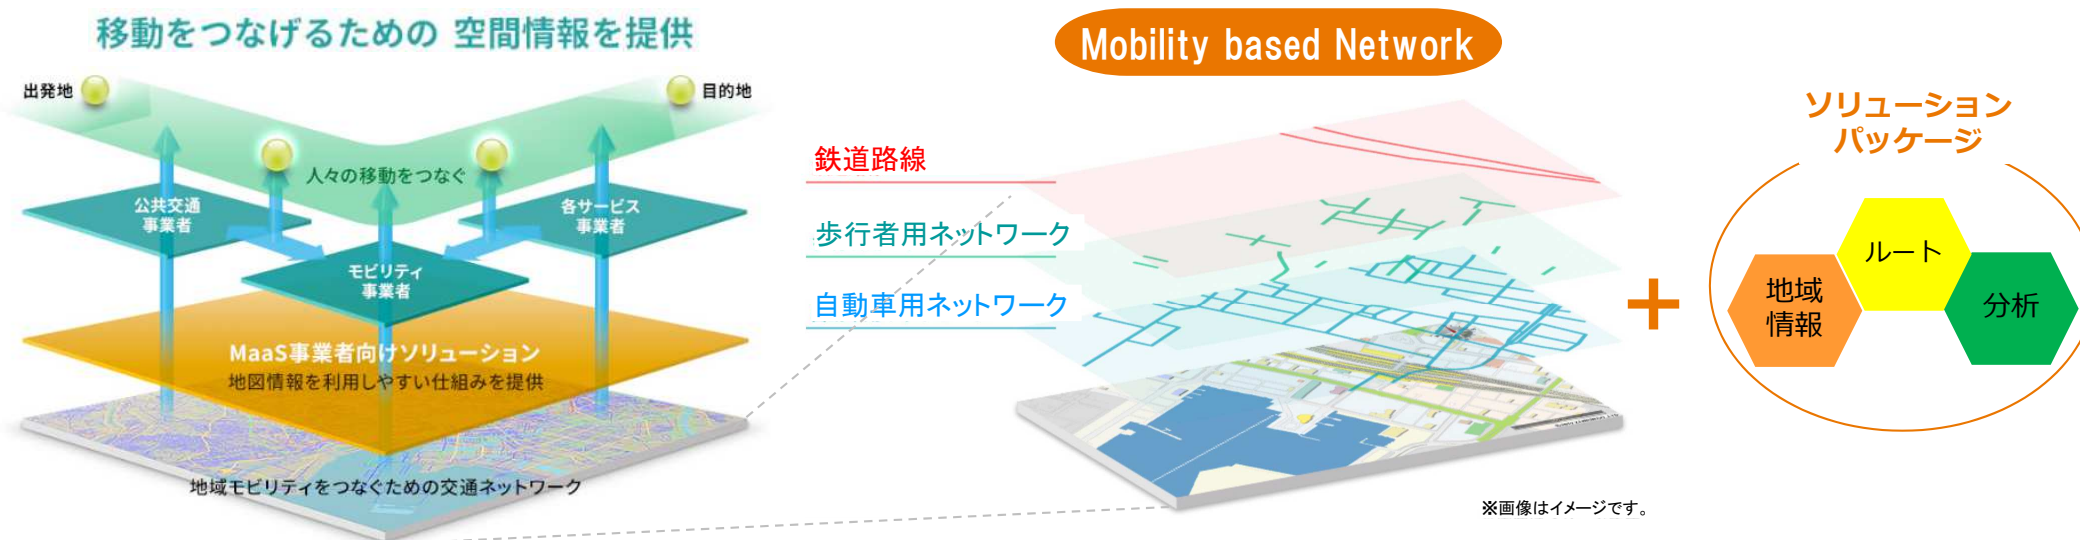 移動をつなげるための 空間情報を提供
出発地
目的地
人々の移動をつなぐ
公共交通
事業者
各サービス
事業者
モビリティ
事業者
MaaS事業者向けソリューション
地図情報を利用しやすい仕組みを提供
地域モビリティをつなぐための交通ネットワーク
Mobility based Network
鉄道路線
歩行者用ネットワーク
自動車用ネットワーク
※画像はイメージです。
ソリューション
パッケージ
地域
情報
ルート
分析